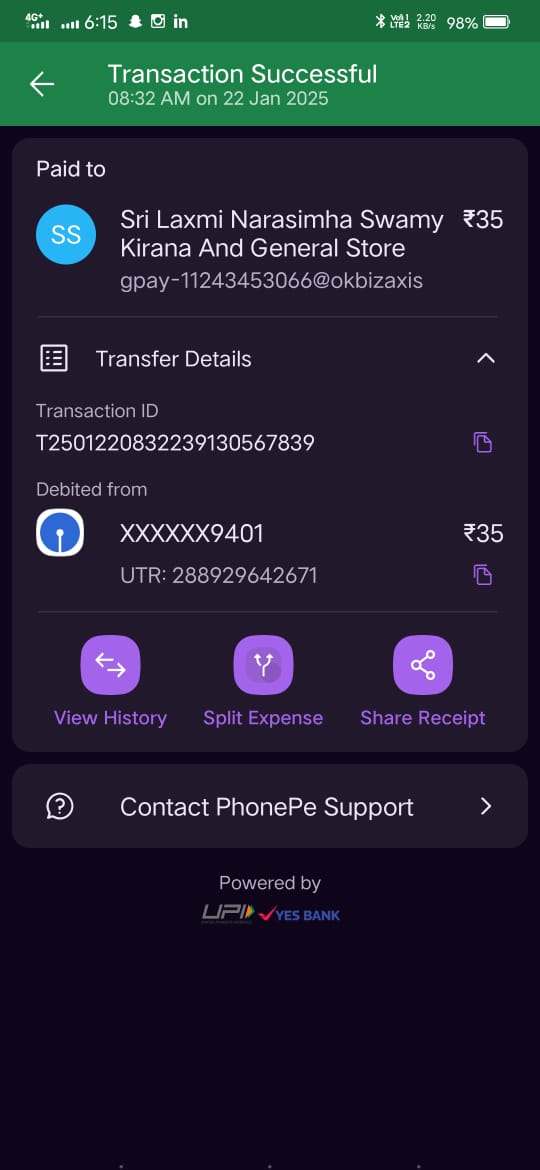 4G+ 6:15 in Vo)) 1 LTE2 2.20 KB/s 98%
Transaction Successful
08:32 AM on 22 Jan 2025
Paid to
SS Sri Laxmi Narasimha Swamy ₹35
Kirana And General Store
gpay-11243453066@okbizaxis
Transfer Details
Transaction ID
T2501220832239130567839
Debited from
XXXXXX9401 ₹35
UTR: 288929642671
View History Split Expense Share Receipt
Contact PhonePe Support
Powered by
UPI YES BANK